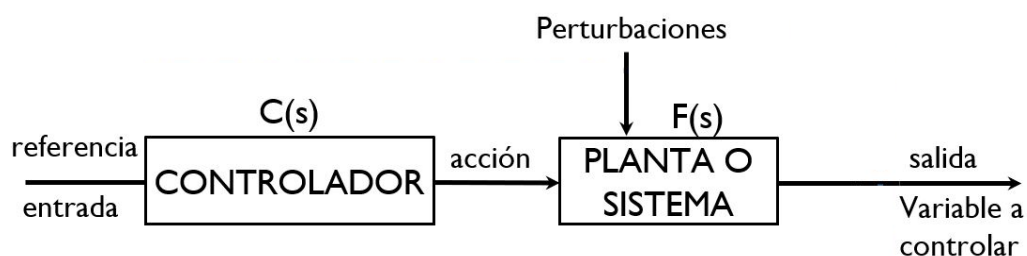 Perturbaciones
C(s)
F(s)
referencia
entrada
CONTROLADOR
acción
PLANTA O
SISTEMA
salida
Variable a
controlar